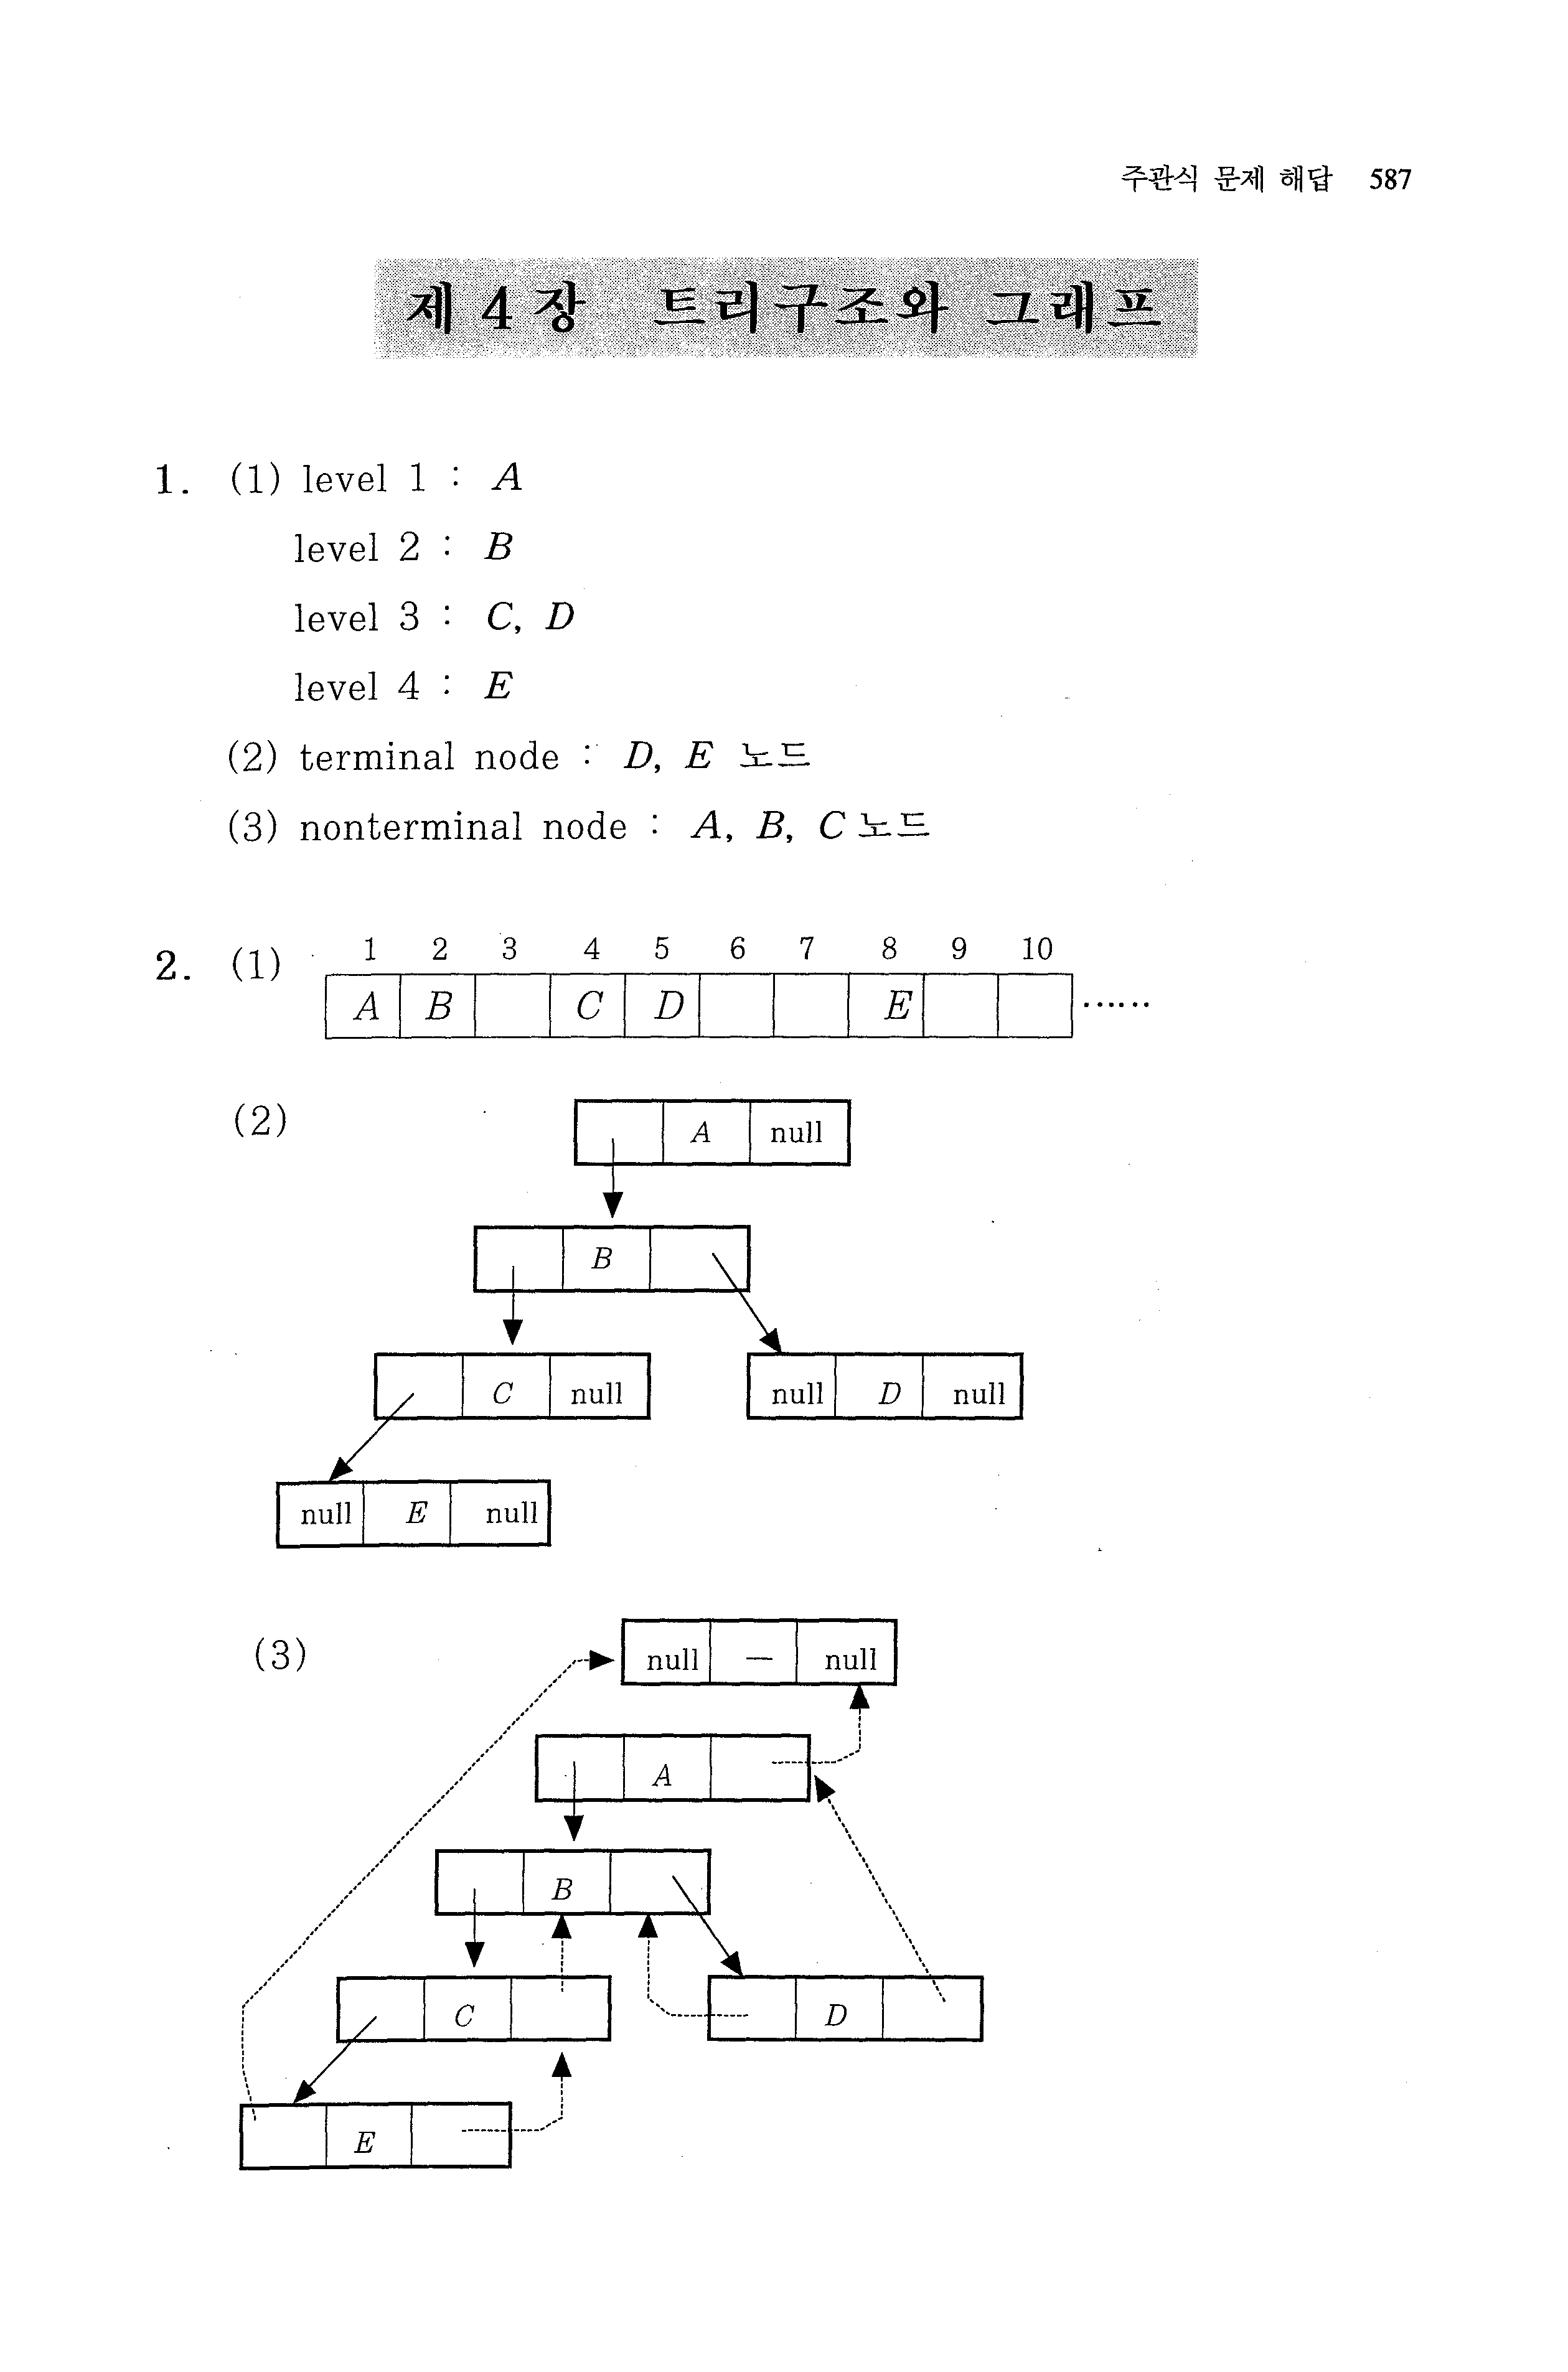 주관식 문제 해답 587
제 4 장 트리구조와 그래프
1. (1) level 1 : A
level 2 : B
level 3 : C, D
level 4 : E
(2) terminal node : D, E 노드
(3) nonterminal node : A, B, C 노드
2. (1) 1 2 3 4 5 6 7 8 9 10
A B C D E ······
(2) A null
B
C null null D null
null E null
(3) null — null
A
B
C D
E